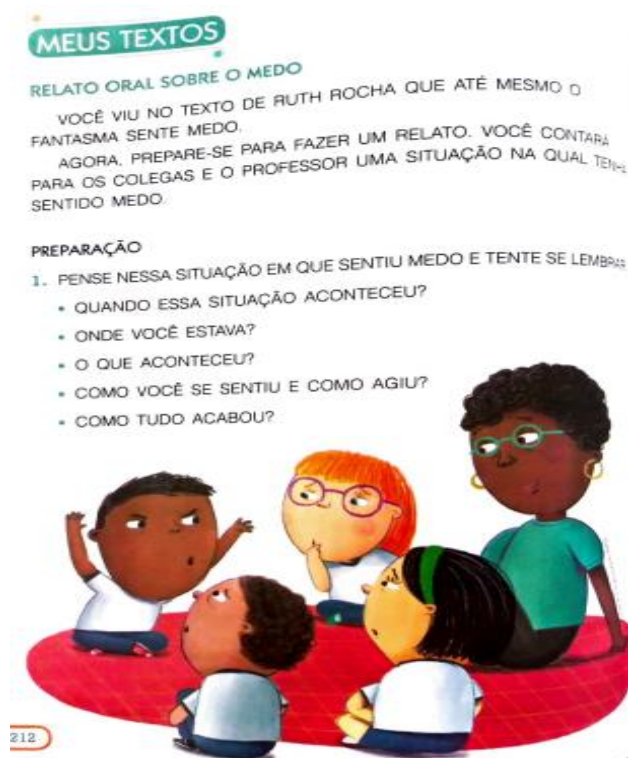 MEUS TEXTOS
RELATO ORAL SOBRE O MEDO
VOCÊ VIU NO TEXTO DE RUTH ROCHA QUE ATÉ MESMO O
FANTASMA SENTE MEDO.
AGORA, PREPARE-SE PARA FAZER UM RELATO. VOCÊ CONTARÁ
PARA OS COLEGAS E O PROFESSOR UMA SITUAÇÃO NA QUAL
SENTIDO MEDO.
PREPARAÇÃO
1. PENSE NESSA SITUAÇÃO EM QUE SENTIU MEDO E TENTE SE LEMBRAR
• QUANDO ESSA SITUAÇÃO ACONTECEU?
• ONDE VOCÊ ESTAVA?
• O QUE ACONTECEU?
• COMO VOCÊ SE SENTIU E COMO AGIU?
• COMO TUDO ACABOU?
212